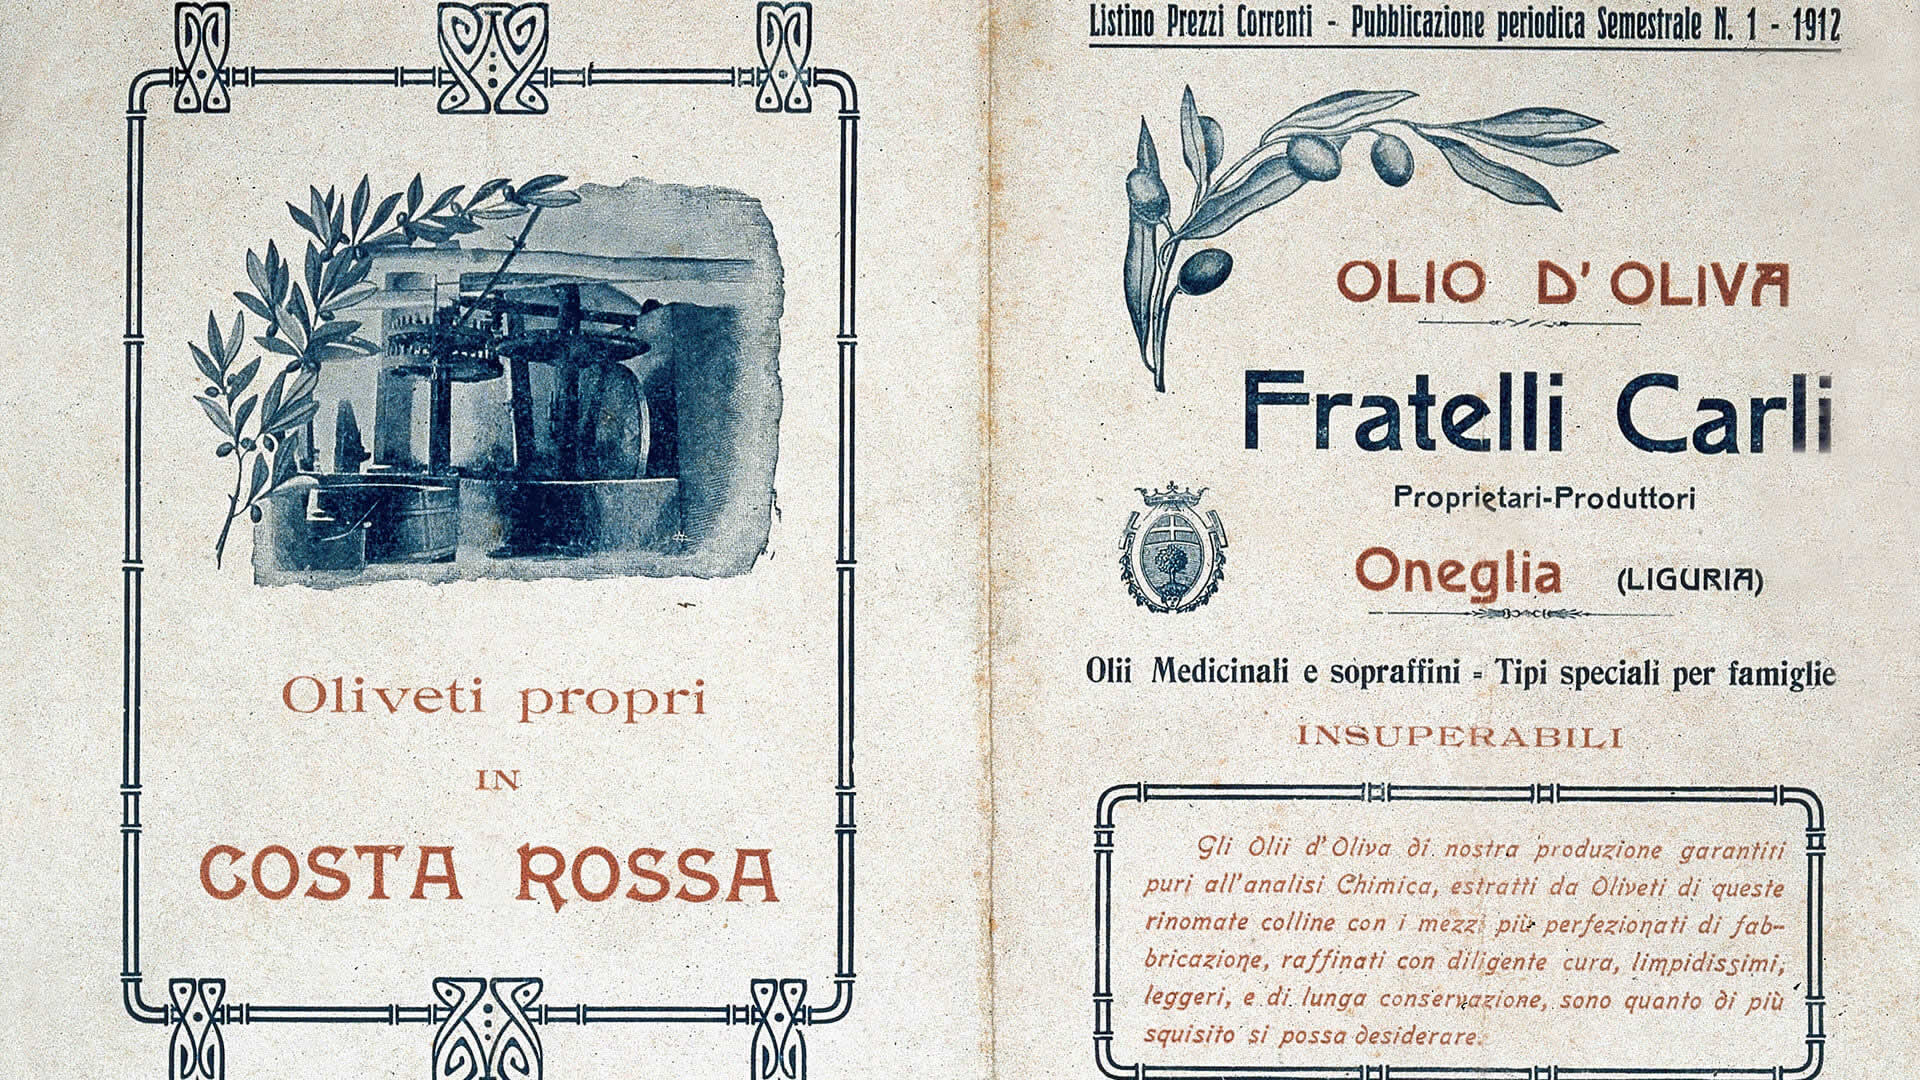 Oliveti propri
IN
COSTA ROSSA
Listino Prezzi Correnti - Pubblicazione periodica Semestrale N. 1 - 1912
OLIO D'OLIVA
Fratelli Carli
Proprietari-Produttori
Oneglia (LIGURIA)
Olii Medicinali e sopraffini = Tipi speciali per famiglie
INSUPERABILI
Gli Olii d'Oliva di nostra produzione garantiti
puri all'analisi Chimica, estratti da Oliveti di queste
rinomate colline con i mezzi più perfezionati di fab-
bricazione, raffinati con diligente cura, limpidissimi,
leggeri, e di lunga conservazione, sono quanto di più
squisito si possa desiderare.